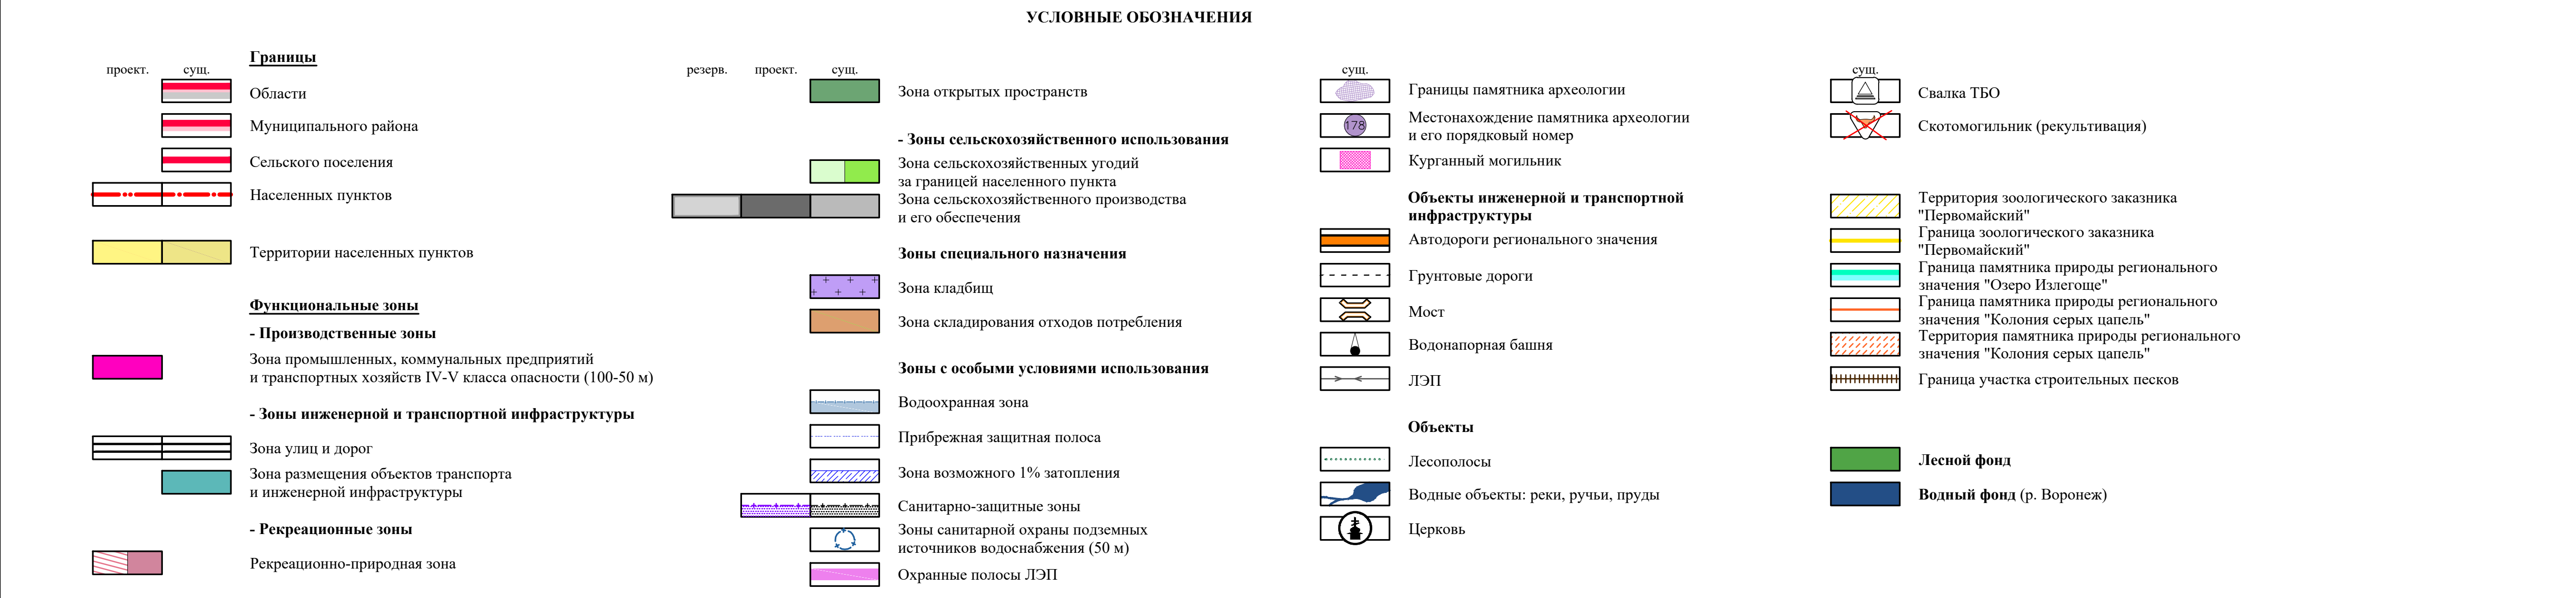 УСЛОВНЫЕ ОБОЗНАЧЕНИЯ
Границы
проект. сущ.
Области
Муниципального района
Сельского поселения
Населенных пунктов
Территории населенных пунктов
Функциональные зоны
- Производственные зоны
Зона промышленных, коммунальных предприятий
и транспортных хозяйств IV-V класса опасности (100-50 м)
- Зоны инженерной и транспортной инфраструктуры
Зона улиц и дорог
Зона размещения объектов транспорта
и инженерной инфраструктуры
- Рекреационные зоны
Рекреационно-природная зона
резерв. проект. сущ.
Зона открытых пространств
- Зоны сельскохозяйственного использования
Зона сельскохозяйственных угодий
за границей населенного пункта
Зона сельскохозяйственного производства
и его обеспечения
Зоны специального назначения
Зона кладбищ
Зона складирования отходов потребления
Зоны с особыми условиями использования
Водоохранная зона
Прибрежная защитная полоса
Зона возможного 1% затопления
Санитарно-защитные зоны
Зоны санитарной охраны подземных
источников водоснабжения (50 м)
Охранные полосы ЛЭП
сущ.
Границы памятника археологии
178
Местонахождение памятника археологии
и его порядковый номер
Курганный могильник
Объекты инженерной и транспортной
инфраструктуры
Автодороги регионального значения
Грунтовые дороги
Мост
Водонапорная башня
ЛЭП
Объекты
Лесополосы
Водные объекты: реки, ручьи, пруды
Церковь
сущ.
Свалка ТБО
Скотомогильник (рекультивация)
Территория зоологического заказника
"Первомайский"
Граница зоологического заказника
"Первомайский"
Граница памятника природы регионального
значения "Озеро Излегоще"
Граница памятника природы регионального
значения "Колония серых цапель"
Территория памятника природы регионального
значения "Колония серых цапель"
Граница участка строительных песков
Лесной фонд
Водный фонд (р. Воронеж)